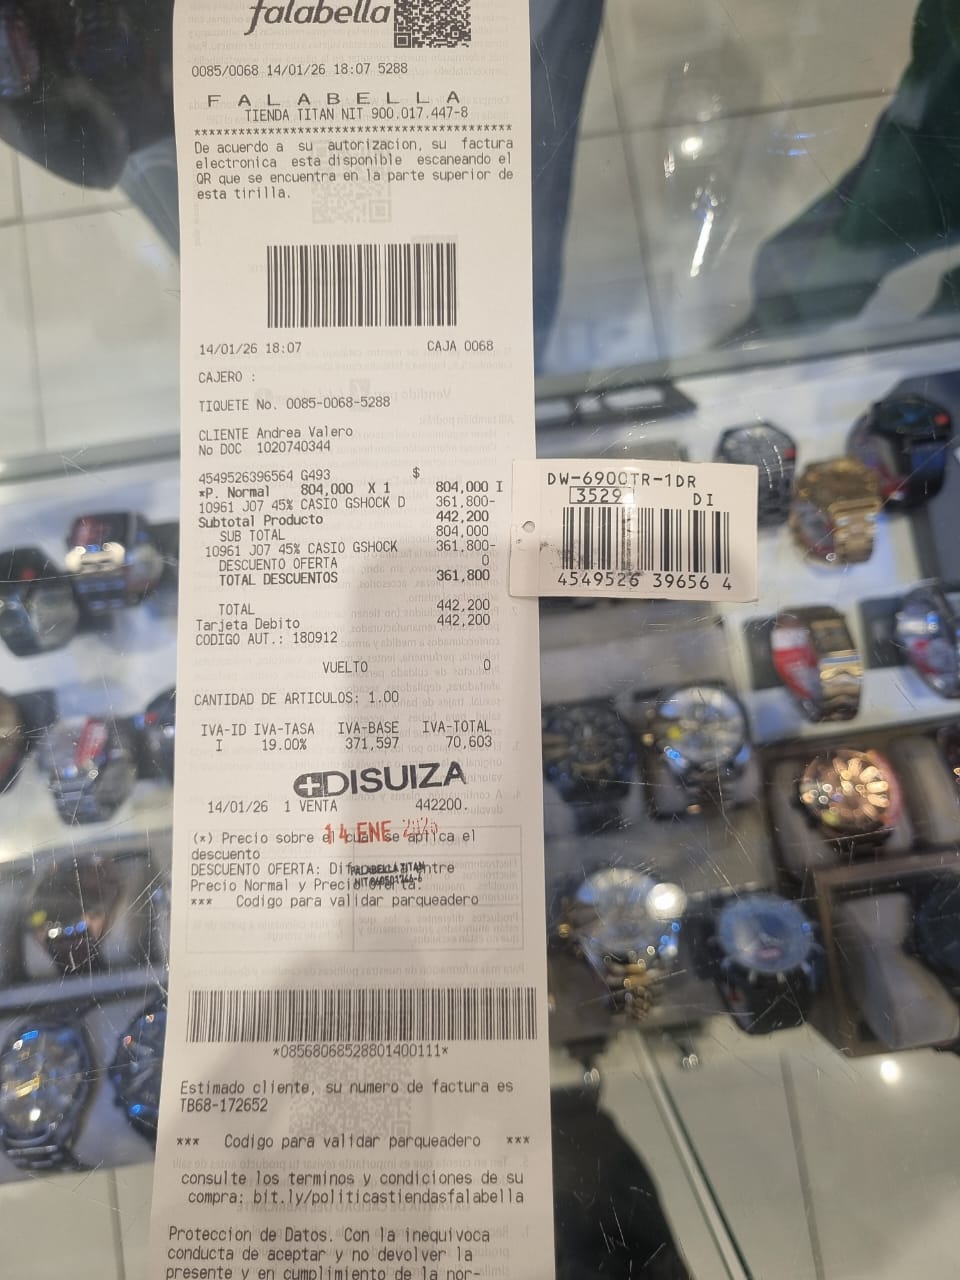 falabella
0085/0068 14/01/26 18:07 5288
F A L A B E L L A
TIENDA TITAN NIT 900.017.447-8
******************************************
De acuerdo a su autorizacion, su factura
electronica esta disponible escaneando el
QR que se encuentra en la parte superior de
esta tirilla.
14/01/26 18:07 CAJA 0068
CAJERO :
TIQUETE No. 0085-0068-5288
CLIENTE Andrea Valero
No DOC 1020740344
4549526396564 G493 $
*P. Normal 804,000 X 1 804,000 I
10961 J07 45% CASIO GSHOCK D 361,800-
Subtotal Producto 442,200
SUB TOTAL 804,000
10961 J07 45% CASIO GSHOCK 361,800-
DESCUENTO OFERTA 0
TOTAL DESCUENTOS 361,800
TOTAL 442,200
Tarjeta Debito 442,200
CODIGO AUT.: 180912
VUELTO 0
CANTIDAD DE ARTICULOS: 1.00
IVA-ID IVA-TASA IVA-BASE IVA-TOTAL
I 19.00% 371,597 70,603
DISUIZA
14/01/26 1 VENTA 442200.
14 ENE 2026
(*) Precio sobre el cual se aplica el
descuento
DESCUENTO OFERTA: entre
Precio Normal y Precio Oferta.
FALABELLA TITAN
*** Codigo para validar parqueadero
*08568068528801400111*
Estimado cliente, su numero de factura es
TB68-172652
*** Codigo para validar parqueadero ***
consulte los terminos y condiciones de su
compra: bit.ly/politicastiendasfalabella
Proteccion de Datos. Con la inequivoca
conducta de aceptar y no devolver la
presente y en cumplimiento de la nor-
DW-6900TR-1DR
3529 DI
4549526 39656 4